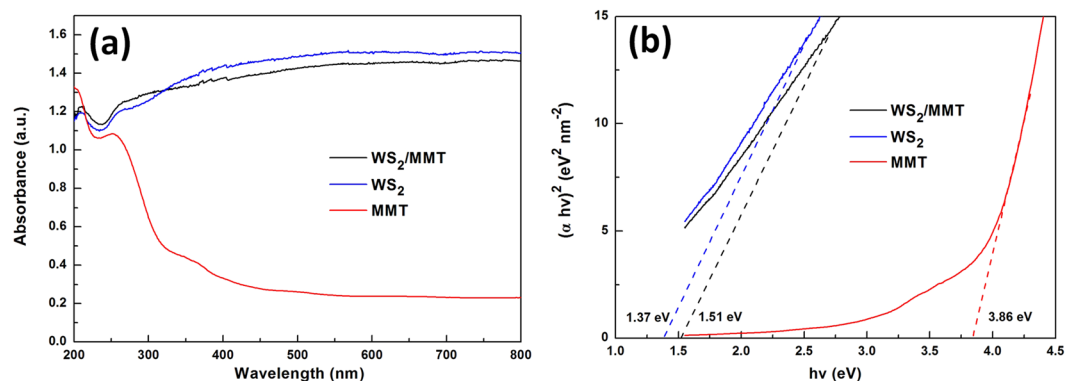 (a)
1.6
1.4
1.2
1.0
0.8
0.6
0.4
0.2
0.0
Absorbance (a.u.)
WS₂/MMT
WS₂
MMT
200 300 400 500 600 700 800
Wavelength (nm)
(b)
15
10
5
0
(α hv)² (eV² nm⁻²)
WS₂/MMT
WS₂
MMT
1.37 eV 1.51 eV 3.86 eV
1.0 1.5 2.0 2.5 3.0 3.5 4.0 4.5
hv (eV)